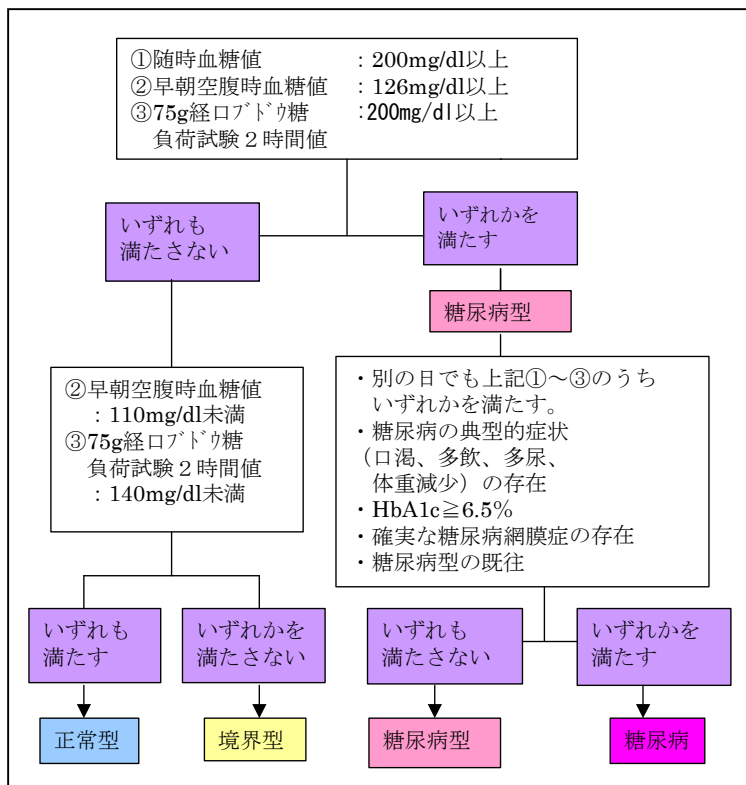 ①随時血糖値　　　：200mg/dl以上
②早朝空腹時血糖値　：126mg/dl以上
③75g経口ﾌﾞﾄﾞｳ糖　:200mg/dl以上
負荷試験２時間値
いずれも
満たさない
いずれかを
満たす
糖尿病型
②早朝空腹時血糖値
：110mg/dl未満
③75g経口ﾌﾞﾄﾞｳ糖
負荷試験２時間値
：140mg/dl未満
・別の日でも上記①～③のうち
いずれかを満たす。
・糖尿病の典型的症状
（口渇、多飲、多尿、
体重減少）の存在
・HbA1c≧6.5%
・確実な糖尿病網膜症の存在
・糖尿病型の既往
いずれも
満たす
いずれかを
満たさない
いずれも
満たさない
いずれかを
満たす
正常型
境界型
糖尿病型
糖尿病